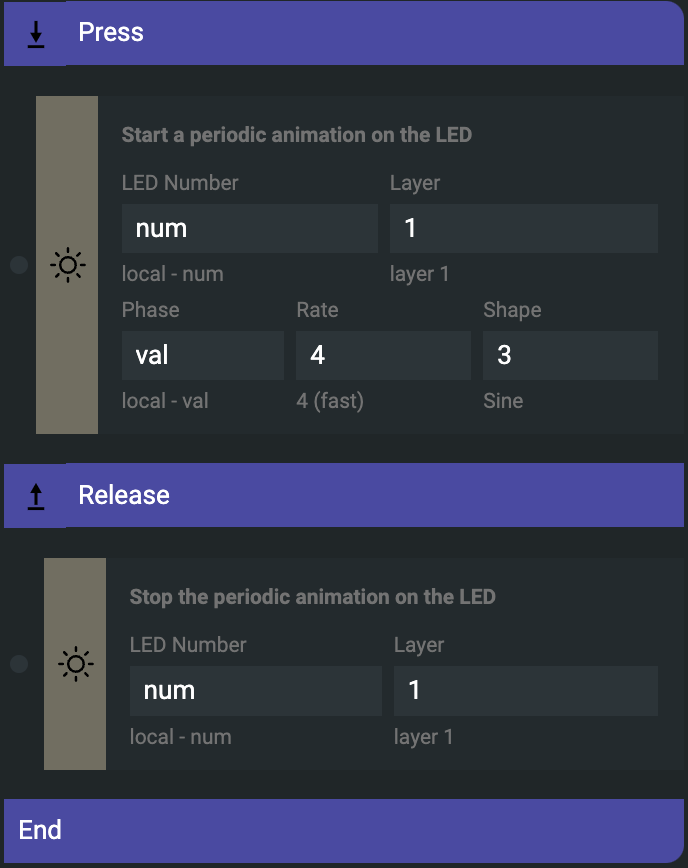 Press
Start a periodic animation on the LED
LED Number Layer
num 1
local - num layer 1
Phase Rate Shape
val 4 3
local - val 4 (fast) Sine
Release
Stop the periodic animation on the LED
LED Number Layer
num 1
local - num layer 1
End